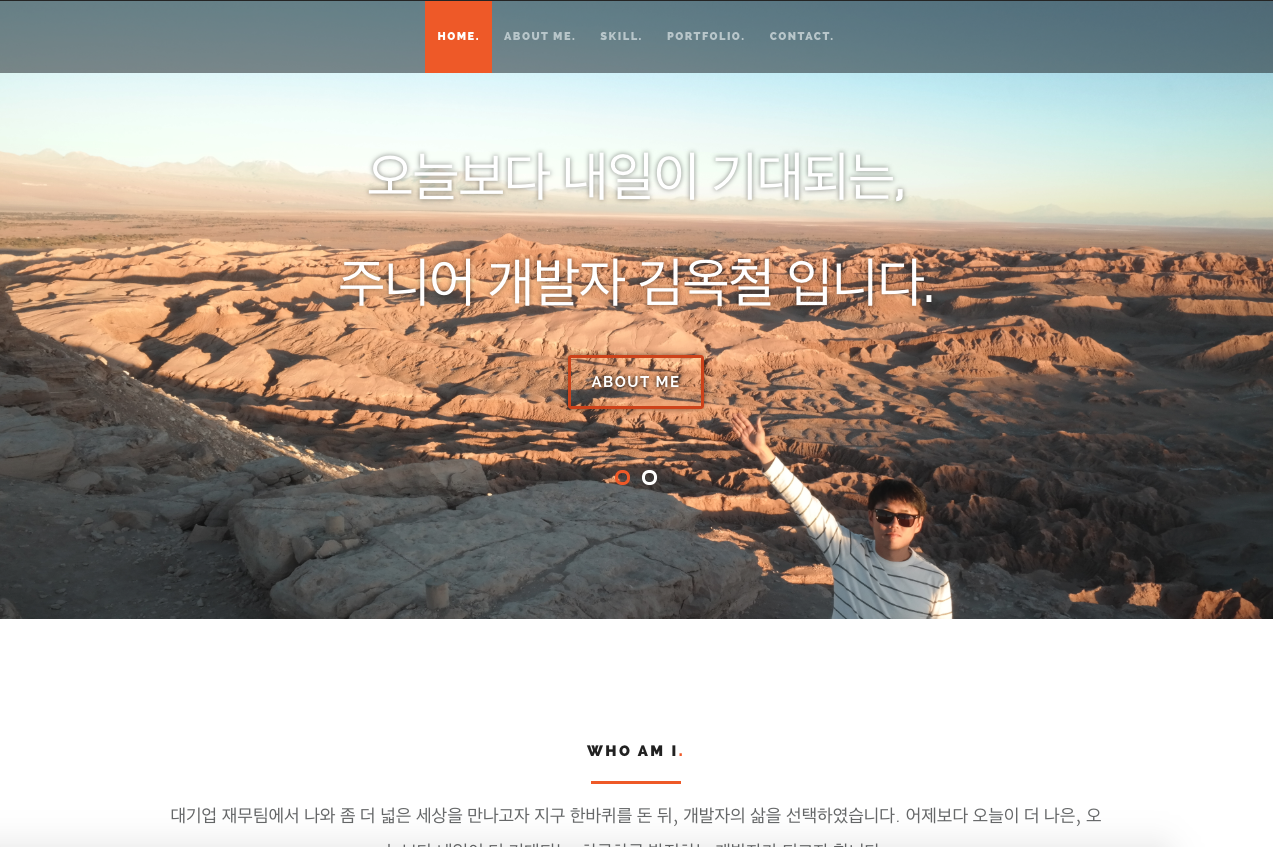 HOME. ABOUT ME. SKILL. PORTFOLIO. CONTACT.
오늘보다 내일이 기대되는,
주니어 개발자 김옥철 입니다.
ABOUT ME
WHO AM I.
대기업 재무팀에서 나와 좀 더 넓은 세상을 만나고자 지구 한바퀴를 돈 뒤, 개발자의 삶을 선택하였습니다. 어제보다 오늘이 더 나은, 오